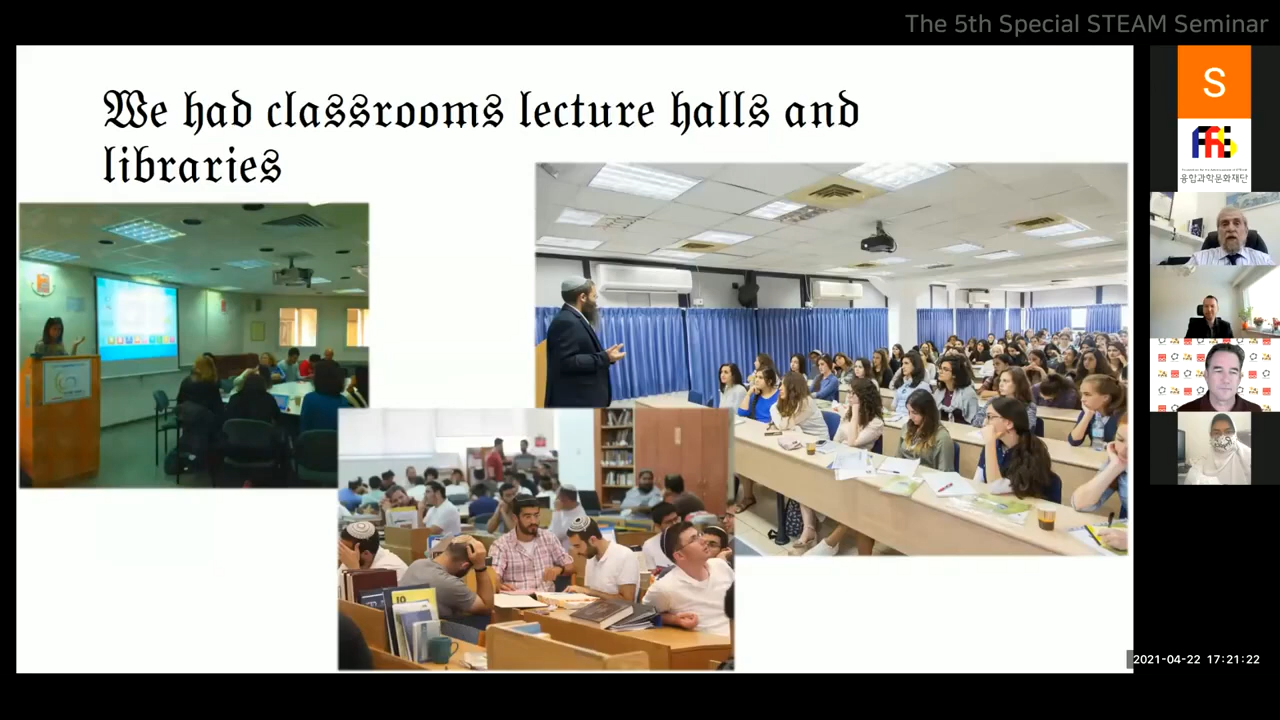 The 5th Special STEAM Seminar
We had classrooms lecture halls and
libraries
S
융합과학문화재단
2021-04-22 17:21:22